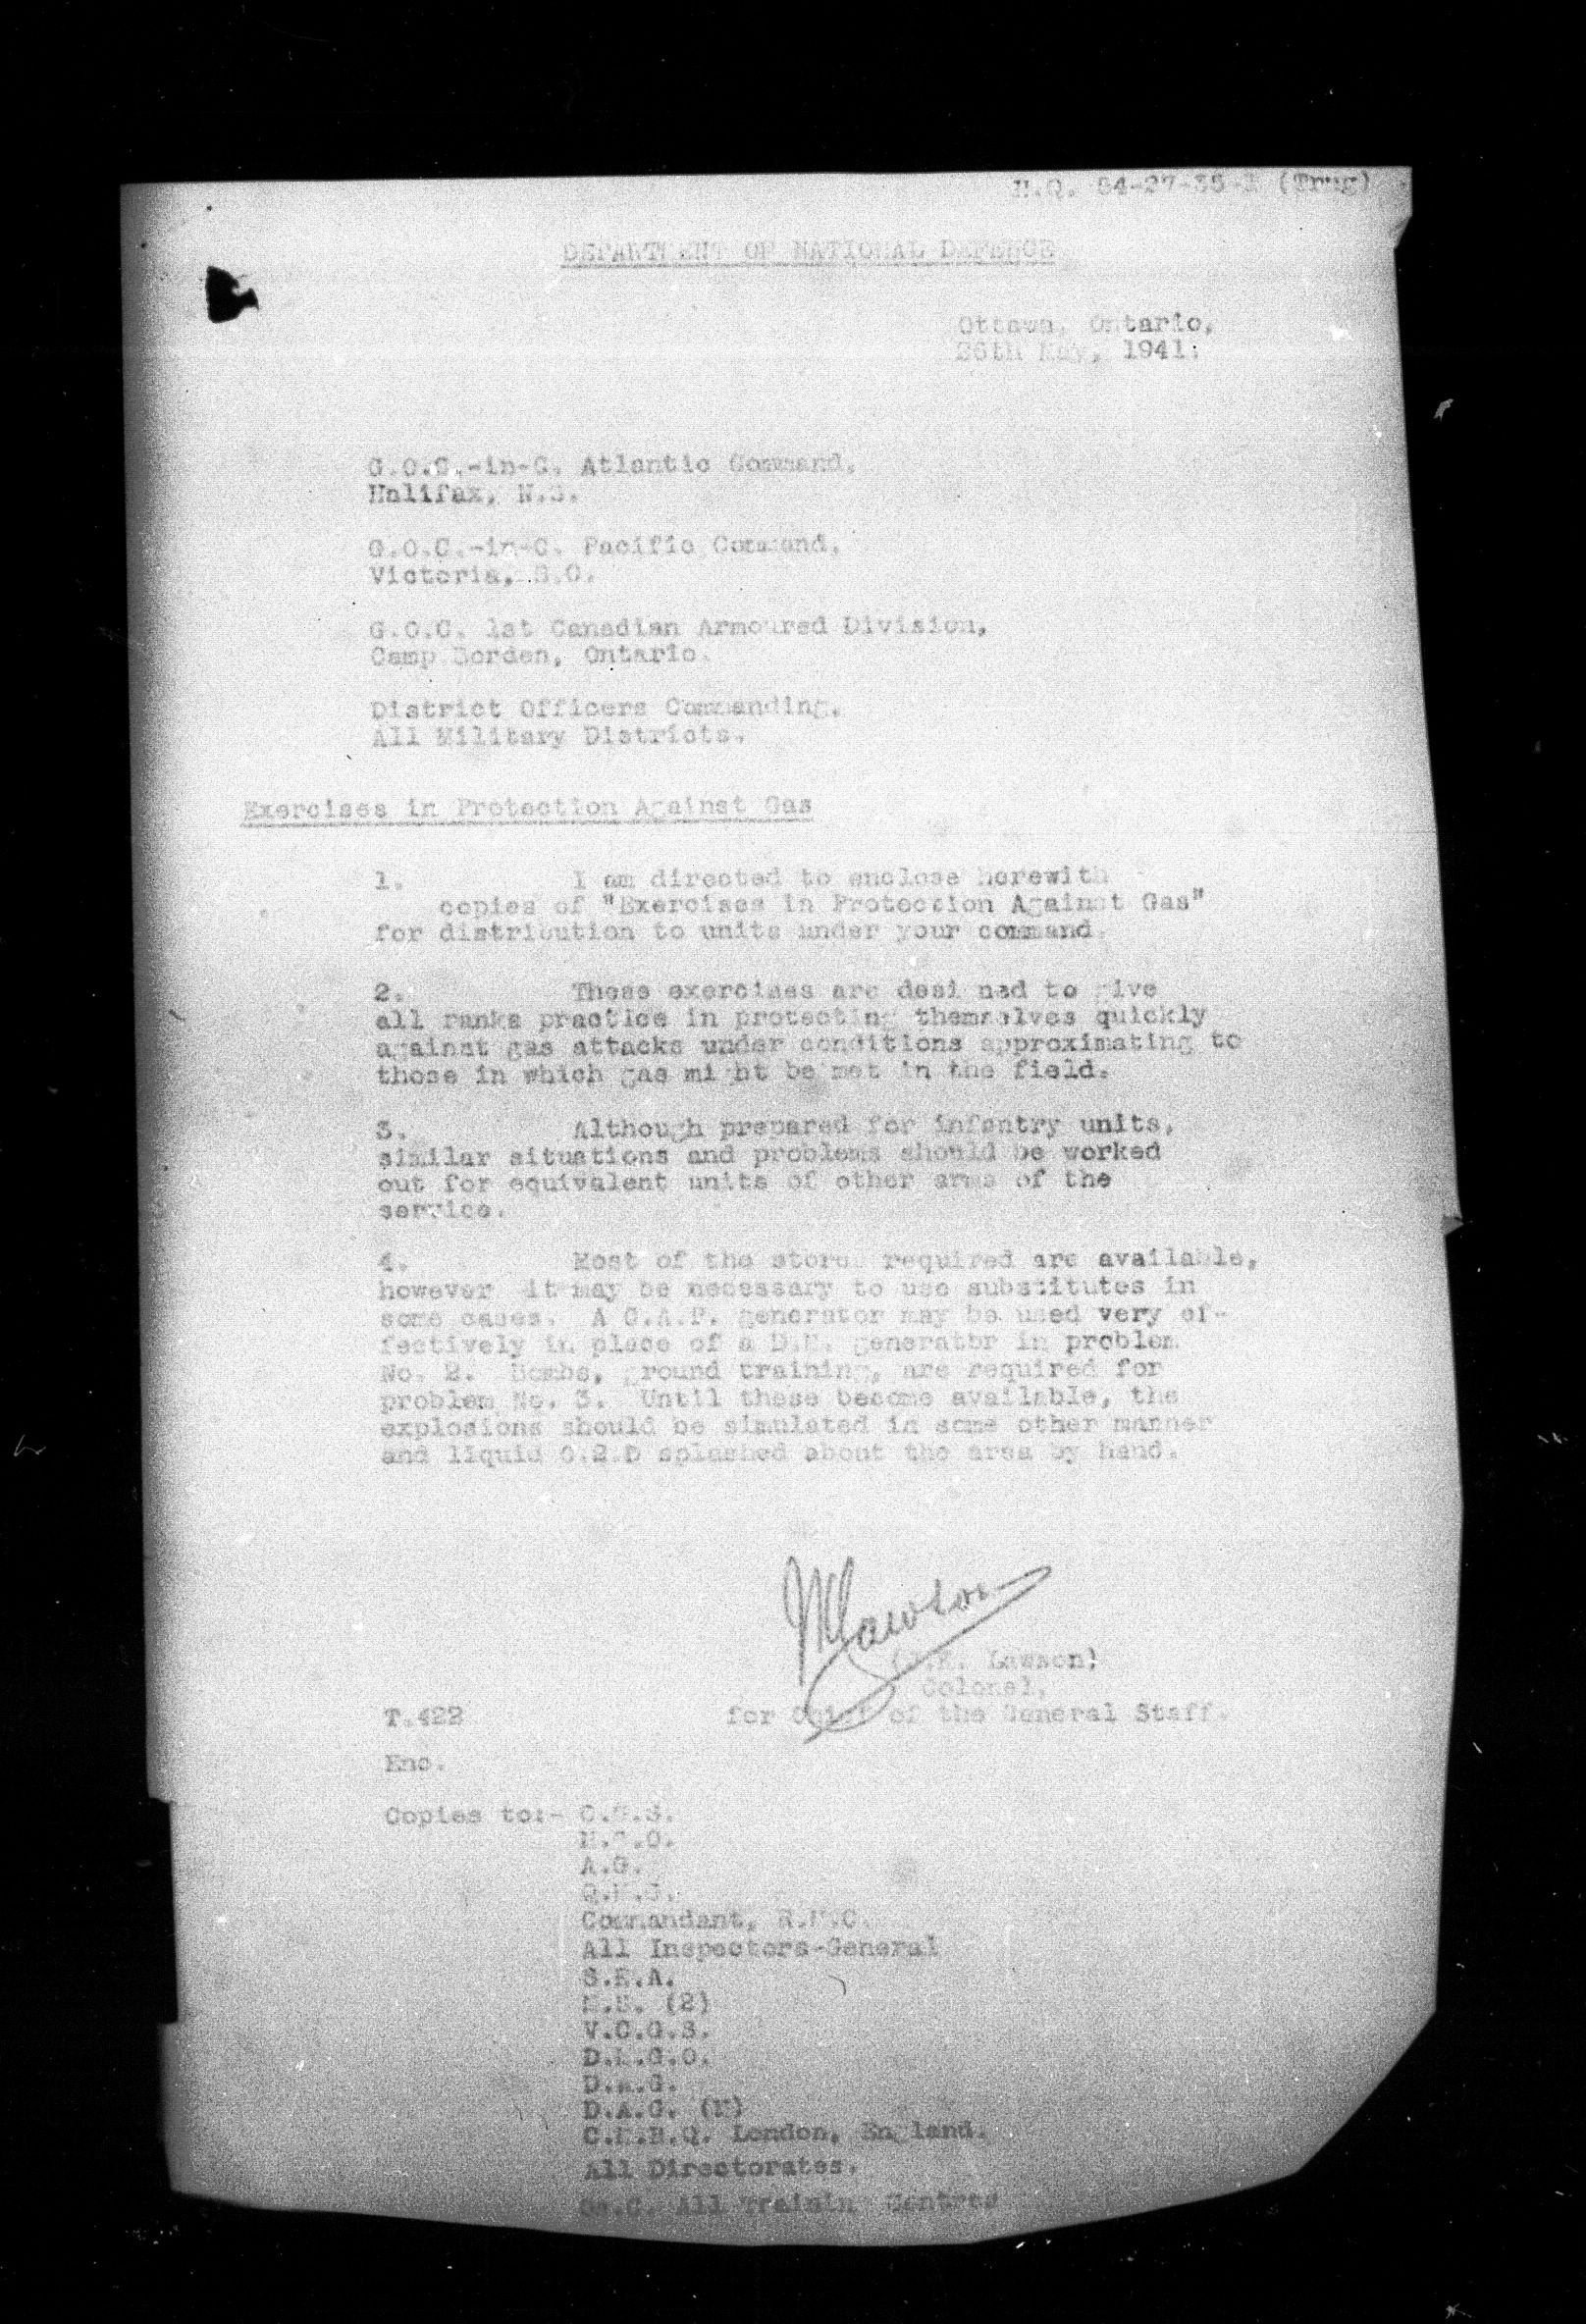 H.Q. 54-27-35-1 (Trng)
DEPARTMENT OF NATIONAL DEFENCE
Ottawa, Ontario,
26th May, 1941.
G.O.C.-in-C. Atlantic Command,
Halifax, N.S.
G.O.C.-in-C. Pacific Command,
Victoria, B.C.
G.O.C. 1st Canadian Armoured Division,
Camp Borden, Ontario.
District Officers Commanding,
All Military Districts.
Exercises in Protection Against Gas
1. I am directed to enclose herewith
copies of "Exercises in Protection Against Gas"
for distribution to units under your command.
2. These exercises are designed to give
all ranks practice in protecting themselves quickly
against gas attacks under conditions approximating to
those in which gas might be met in the field.
3. Although prepared for infantry units,
similar situations and problems should be worked
out for equivalent units of other arms of the
service.
4. Most of the stores required are available,
however it may be necessary to use substitutes in
some cases. A C.A.P. generator may be used very ef-
fectively in place of a D.M. generator in problem
No. 2. Bombs, ground training, are required for
problem No. 3. Until these become available, the
explosions should be simulated in some other manner
and liquid O.2.D splashed about the area by hand.
Lawson
Lawson)
Colonel,
for Chief of the General Staff.
T.422
Enc.
Copies to:- C.G.S.
M.G.O.
A.G.
Q.M.G.
Commandant, R.M.C.
All Inspectors-General
S.M.A.
(2)
V.C.G.S.
D.M.G.O.
D.A.G.
D.A.G. (M)
C.M.H.Q. London, England.
All Directorates.
Os.C. All Training Centres